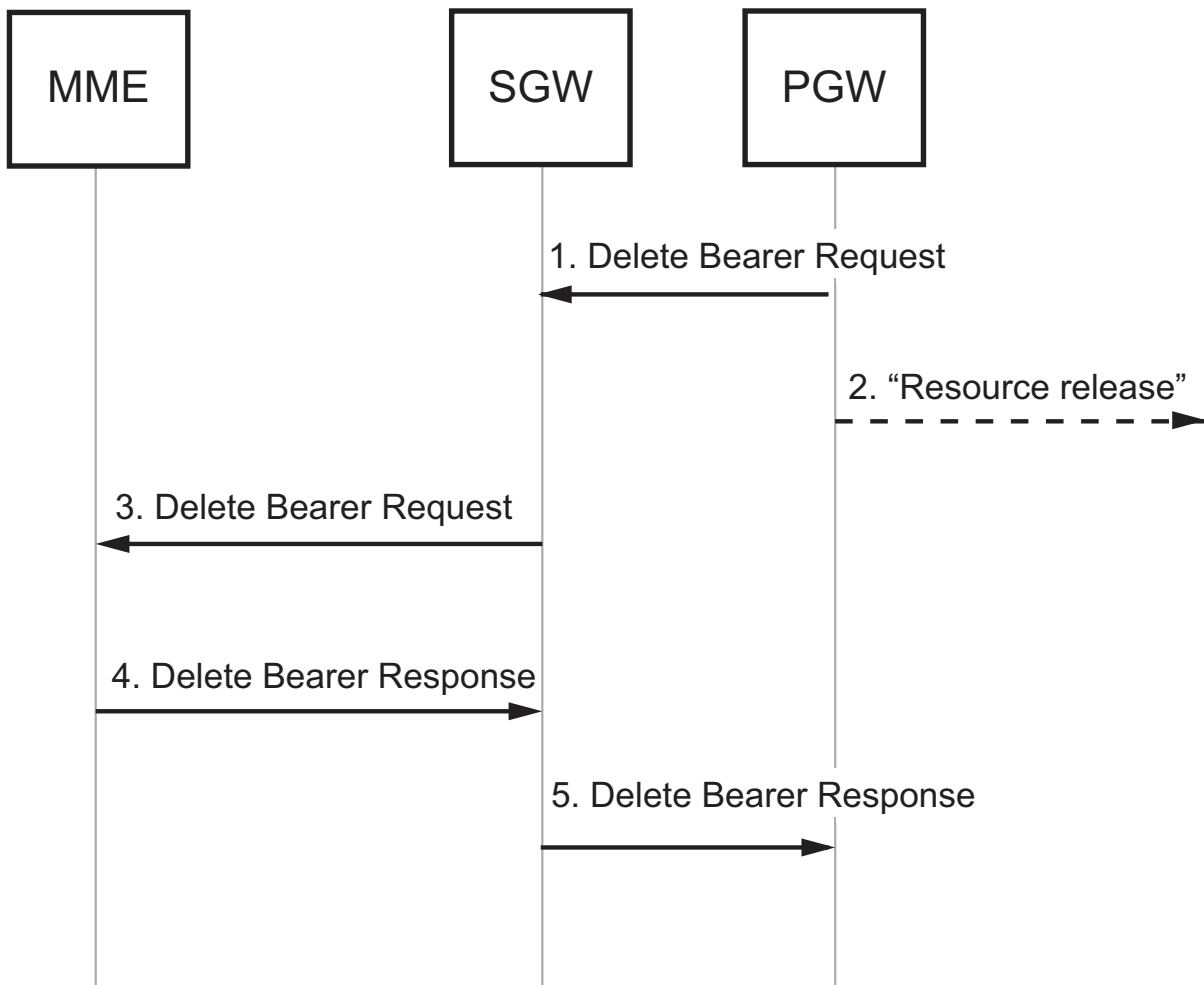 MME
SGW
PGW
1. Delete Bearer Request
2. “Resource release”
3. Delete Bearer Request
4. Delete Bearer Response
5. Delete Bearer Response